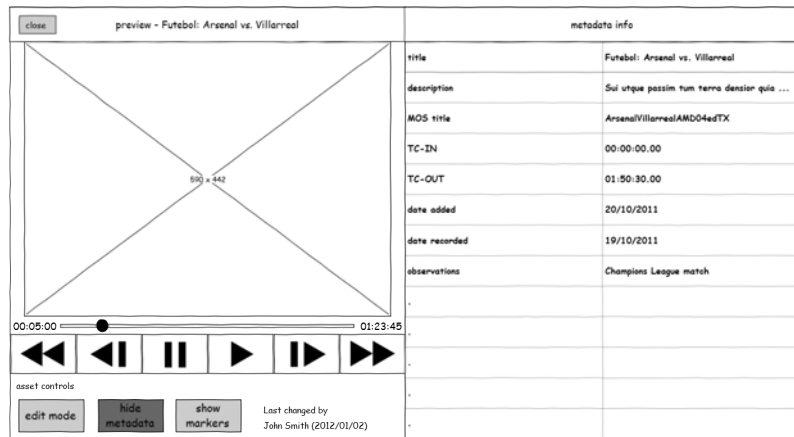 close
preview - Futebol: Arsenal vs. Villarreal
metadata info
590 x 442
00:05:00
01:23:45
asset controls
edit mode
hide
metadata
show
markers
Last changed by
John Smith (2012/01/02)
title Futebol: Arsenal vs. Villarreal
description Sui utque passim tum terra densior quia ...
MOS title ArsenalVillarrealAMD04edTX
TC-IN 00:00:00.00
TC-OUT 01:50:30.00
date added 20/10/2011
date recorded 19/10/2011
observations Champions League match
.
.
.
.
.